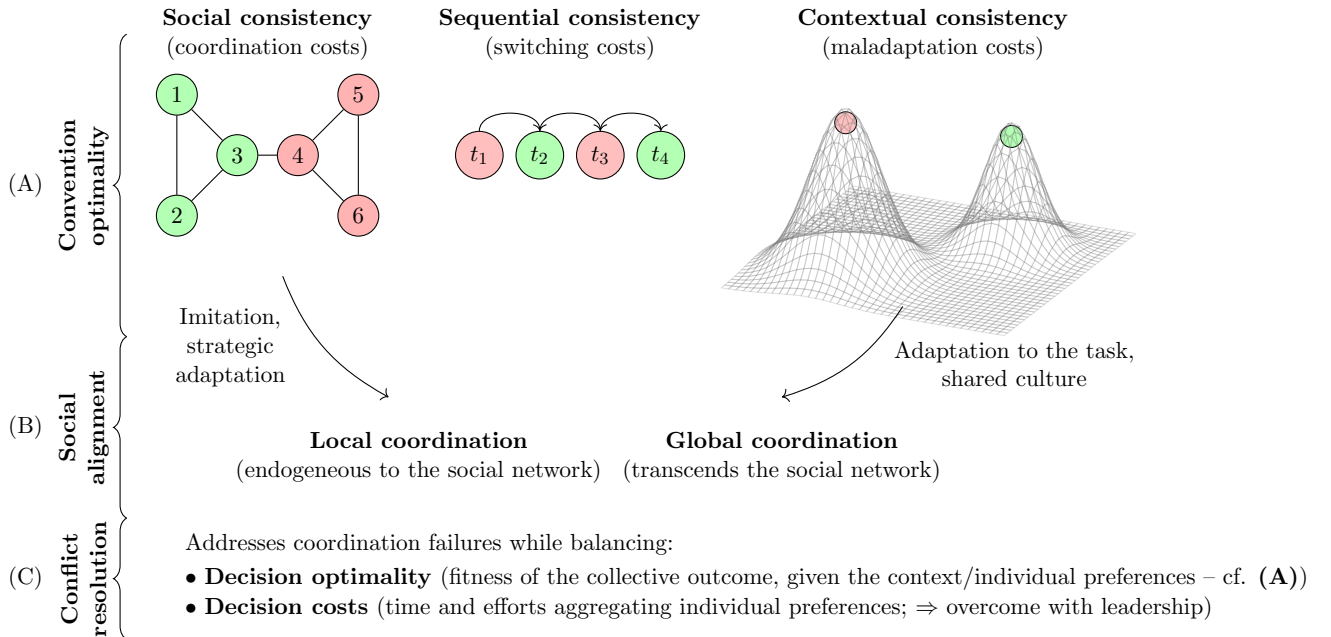 Social consistency
(coordination costs)
Sequential consistency
(switching costs)
Contextual consistency
(maladaptation costs)
(A)
Convention
optimality
1
2
3
4
5
6
t1
t2
t3
t4
Imitation,
strategic
adaptation
Adaptation to the task,
shared culture
(B)
Social
alignment
Local coordination
(endogeneous to the social network)
Global coordination
(transcends the social network)
(C)
Conflict
resolution
Addresses coordination failures while balancing:
• Decision optimality (fitness of the collective outcome, given the context/individual preferences – cf. (A))
• Decision costs (time and efforts aggregating individual preferences; ⇒ overcome with leadership)